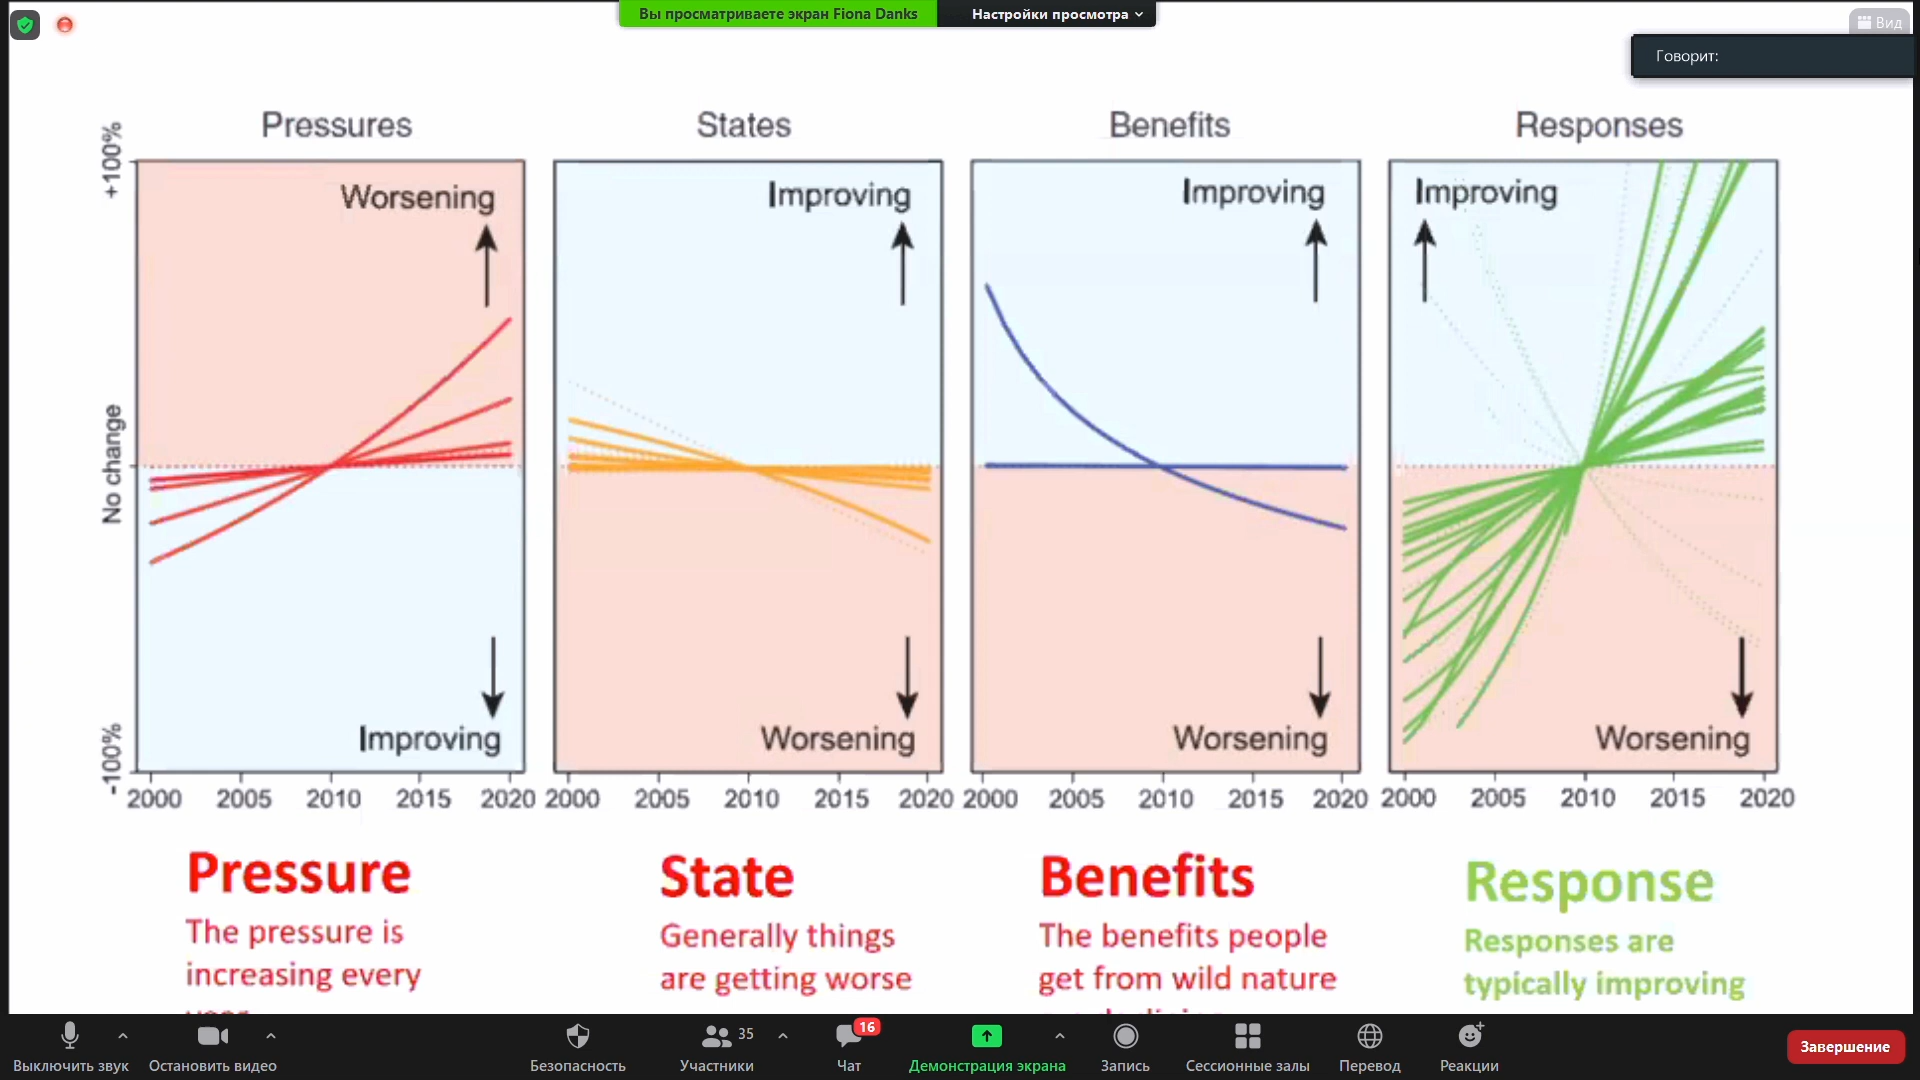 Вы просматриваете экран Fiona Danks
Настройки просмотра
Вид
Говорит:
Pressures
States
Benefits
Responses
+100%
No change
-100%
Worsening
Improving
Improving
Improving
Improving
Worsening
Worsening
Worsening
2000 2005 2010 2015 2020
2000 2005 2010 2015 2020
2000 2005 2010 2015 2020
2000 2005 2010 2015 2020
Pressure
The pressure is
increasing every
State
Generally things
are getting worse
Benefits
The benefits people
get from wild nature
Response
Responses are
typically improving
Выключить звук
Остановить видео
Безопасность
35
Участники
16
Чат
Демонстрация экрана
Запись
Сессионные залы
Перевод
Реакции
Завершение